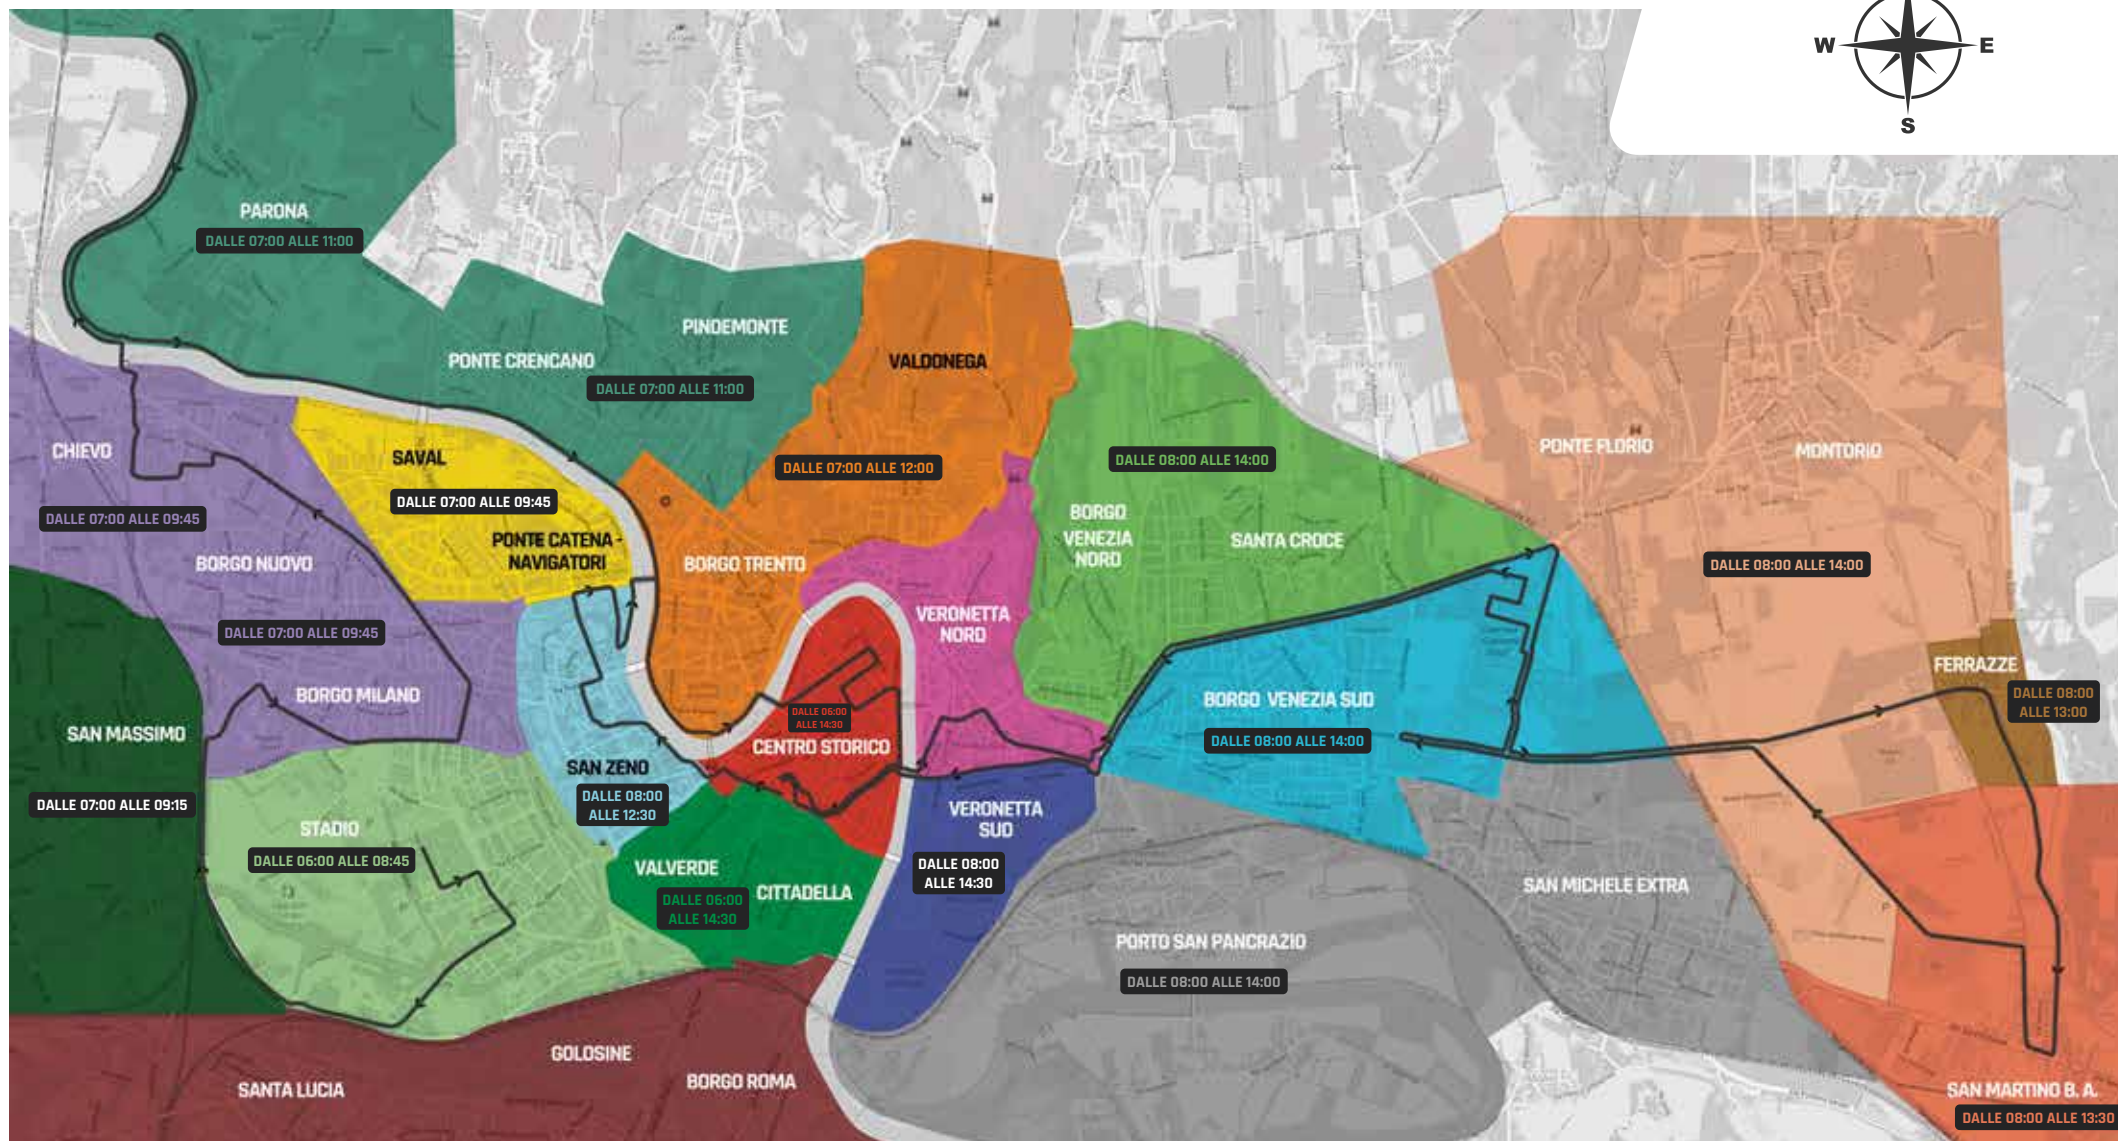 W
E
S
PARONA
DALLE 07:00 ALLE 11:00
PINDEMONTE
PONTE CRENCANO
DALLE 07:00 ALLE 11:00
VALDONEGA
DALLE 07:00 ALLE 12:00
CHIEVO
DALLE 07:00 ALLE 09:45
SAVAL
DALLE 07:00 ALLE 09:45
PONTE CATENA -
NAVIGATORI
BORGO NUOVO
DALLE 07:00 ALLE 09:45
BORGO MILANO
BORGO TRENTO
DALLE 08:00 ALLE 14:00
BORGO
VENEZIA
NORD
SANTA CROCE
PONTE FLORIO
MONTORIO
DALLE 08:00 ALLE 14:00
VERONETTA
NORD
FERRAZZE
DALLE 08:00
ALLE 13:00
BORGO VENEZIA SUD
DALLE 08:00 ALLE 14:00
DALLE 06:00
ALLE 14:30
CENTRO STORICO
SAN MASSIMO
DALLE 07:00 ALLE 09:15
SAN ZENO
DALLE 08:00
ALLE 12:30
STADIO
DALLE 06:00 ALLE 08:45
VALVERDE
CITTADELLA
DALLE 06:00
ALLE 14:30
VERONETTA
SUD
DALLE 08:00
ALLE 14:30
SAN MICHELE EXTRA
PORTO SAN PANCRAZIO
DALLE 08:00 ALLE 14:00
GOLOSINE
BORGO ROMA
SANTA LUCIA
SAN MARTINO B. A.
DALLE 08:00 ALLE 13:30